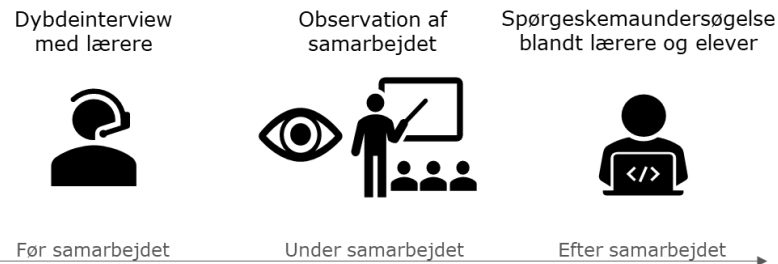 Dybdeinterview
med lærere
Observation af
samarbejdet
Spørgeskemaundersøgelse
blandt lærere og elever
</>
Før samarbejdet
Under samarbejdet
Efter samarbejdet